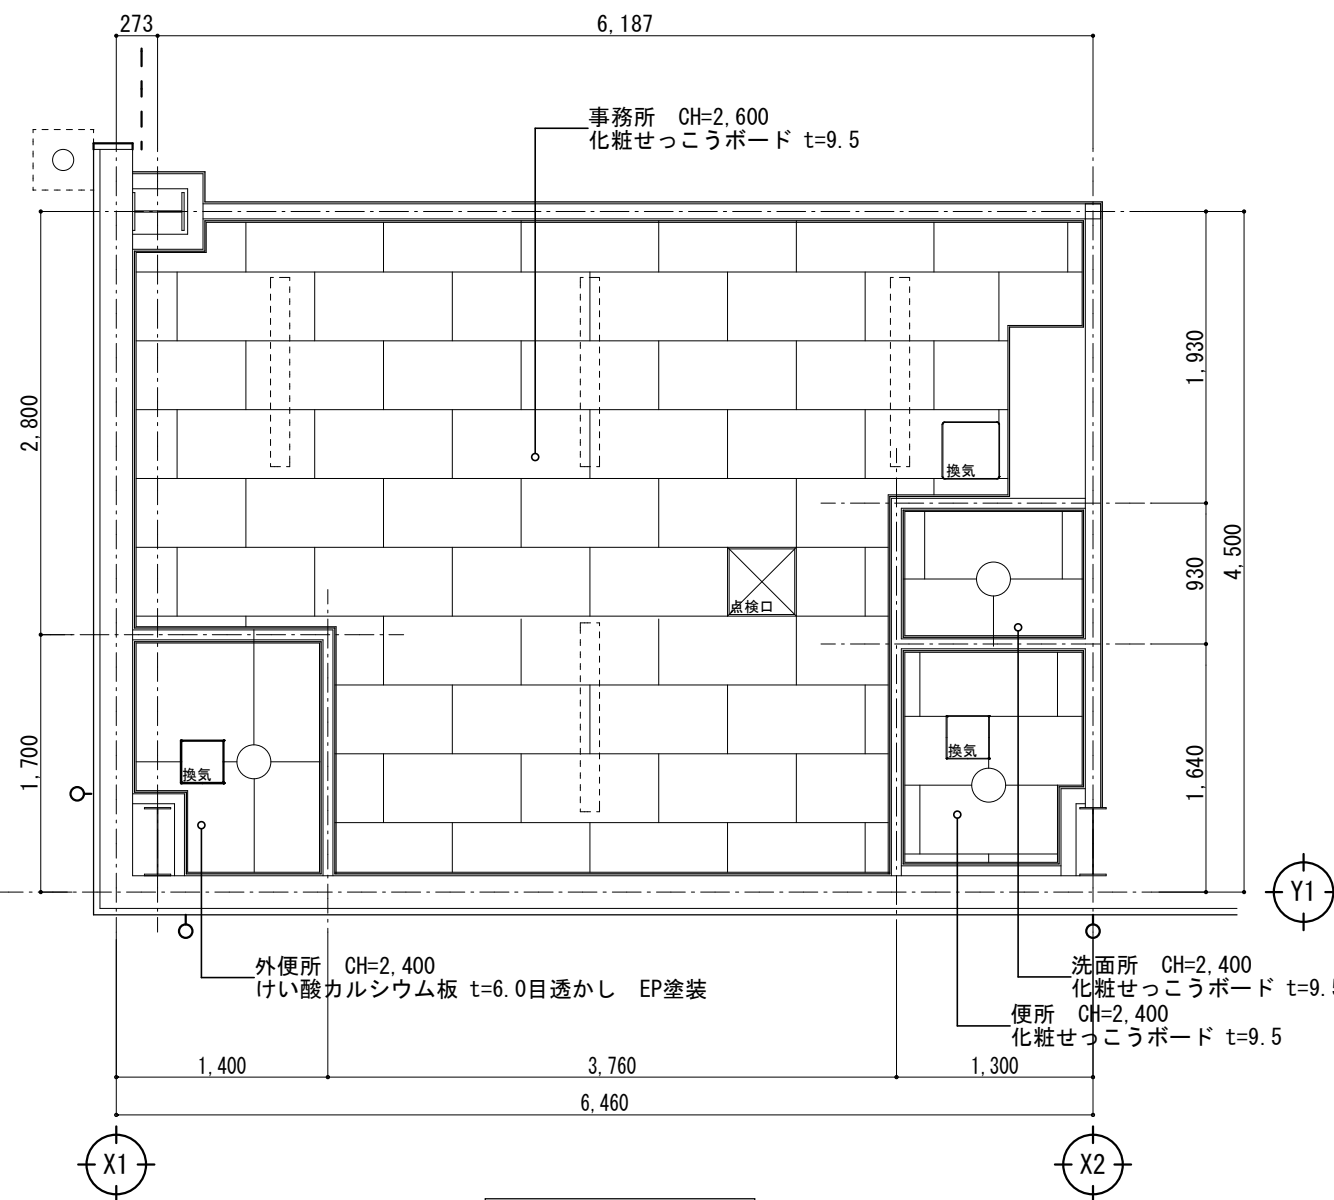 273
6,187
事務所　CH=2,600
化粧せっこうボード t=9.5
2,800
1,930
換気
4,500
930
点検口
1,700
換気
換気
1,640
Y1
外便所　CH=2,400
けい酸カルシウム板 t=6.0目透かし　EP塗装
洗面所　CH=2,400
化粧せっこうボード t=9.5
便所　CH=2,400
化粧せっこうボード t=9.5
1,400
3,760
1,300
6,460
X1
X2